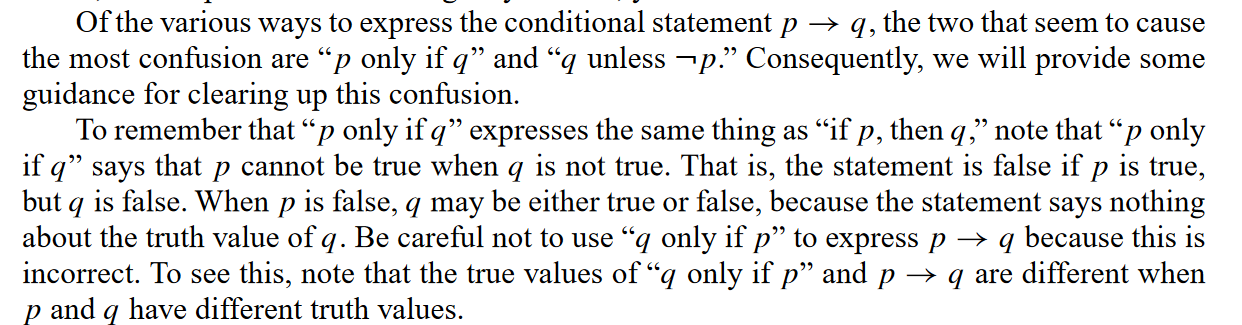 Of the various ways to express the conditional statement p → q, the two that seem to cause
the most confusion are “p only if q” and “q unless ¬p.” Consequently, we will provide some
guidance for clearing up this confusion.
To remember that “p only if q” expresses the same thing as “if p, then q,” note that “p only
if q” says that p cannot be true when q is not true. That is, the statement is false if p is true,
but q is false. When p is false, q may be either true or false, because the statement says nothing
about the truth value of q. Be careful not to use “q only if p” to express p → q because this is
incorrect. To see this, note that the true values of “q only if p” and p → q are different when
p and q have different truth values.